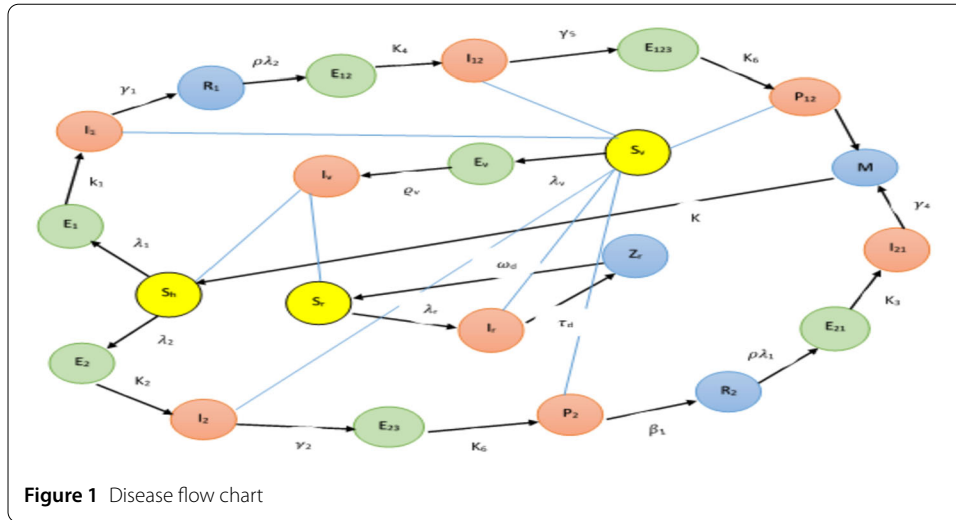 γ₅
E₁₂₃
K₄
I₁₂
ρλ₂
E₁₂
K₆
R₁
P₁₂
γ₁
I₁
Sᵥ
Eᵥ
M
Iᵥ
λᵥ
k₁
ϱᵥ
K
γ₄
E₁
λ₁
I₂₁
ω_d
Z_r
S_h
S_r
λ_r
K₃
I_r
τ_d
E₂₁
λ₂
E₂
ρλ₁
K₂
R₂
I₂
P₂
E₂₃
γ₂
K₆
β₁
Figure 1 Disease flow chart